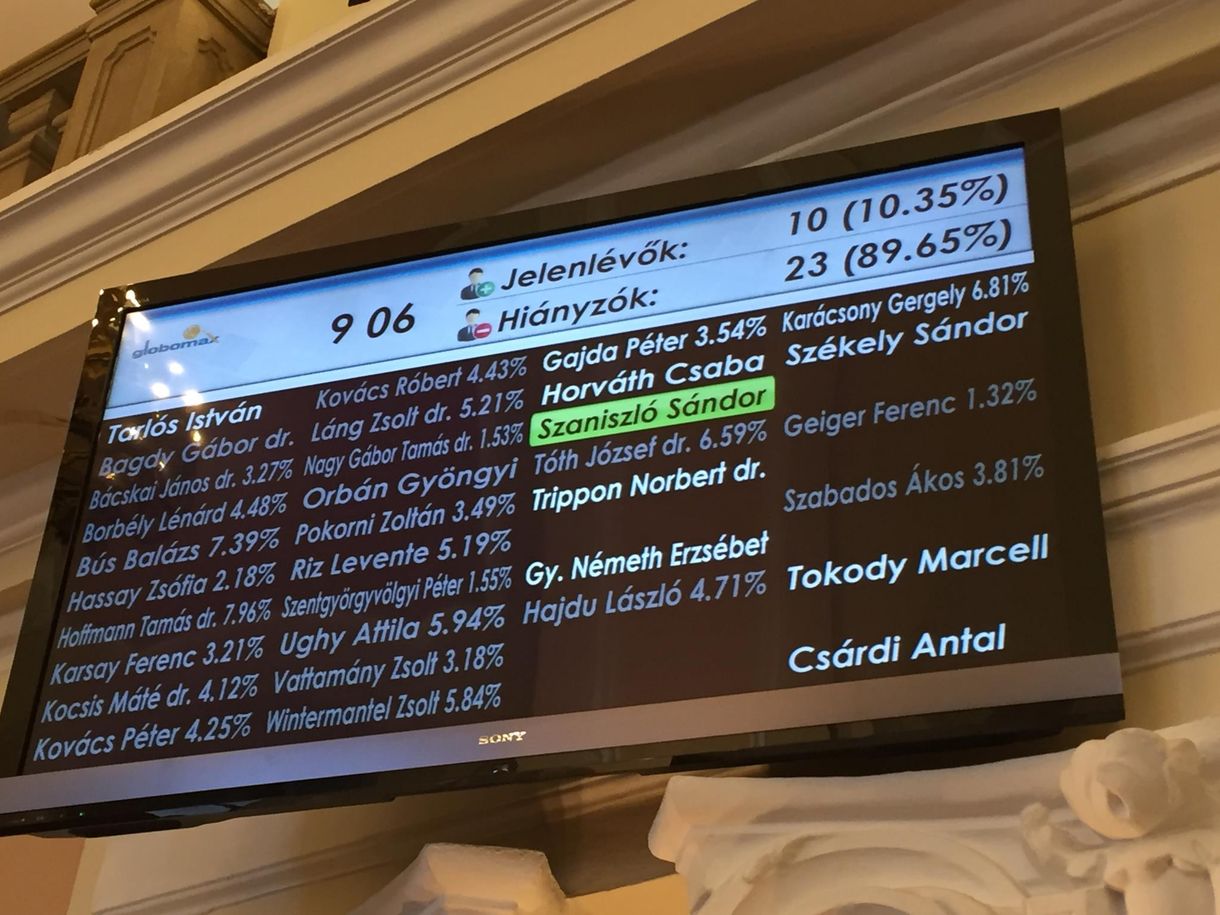 globomax
9 06
Jelenlévők: 10 (10.35%)
Hiányzók: 23 (89.65%)
Tarlós István
Bagdy Gábor dr.
Bácskai János dr. 3.27%
Borbély Lénárd 4.48%
Bús Balázs 7.39%
Hassay Zsófia 2.18%
Hoffmann Tamás dr. 7.96%
Karsay Ferenc 3.21%
Kocsis Máté dr. 4.12%
Kovács Péter 4.25%
Kovács Róbert 4.43%
Láng Zsolt dr. 5.21%
Nagy Gábor Tamás dr. 1.53%
Orbán Gyöngyi
Pokorni Zoltán 3.49%
Riz Levente 5.19%
Szentgyörgyvölgyi Péter 1.55%
Ughy Attila 5.94%
Vattamány Zsolt 3.18%
Wintermantel Zsolt 5.84%
Gajda Péter 3.54%
Horváth Csaba
Szaniszló Sándor
Tóth József dr. 6.59%
Trippon Norbert dr.
Gy. Németh Erzsébet
Hajdu László 4.71%
Karácsony Gergely 6.81%
Székely Sándor
Geiger Ferenc 1.32%
Szabados Ákos 3.81%
Tokody Marcell
Csárdi Antal
SONY